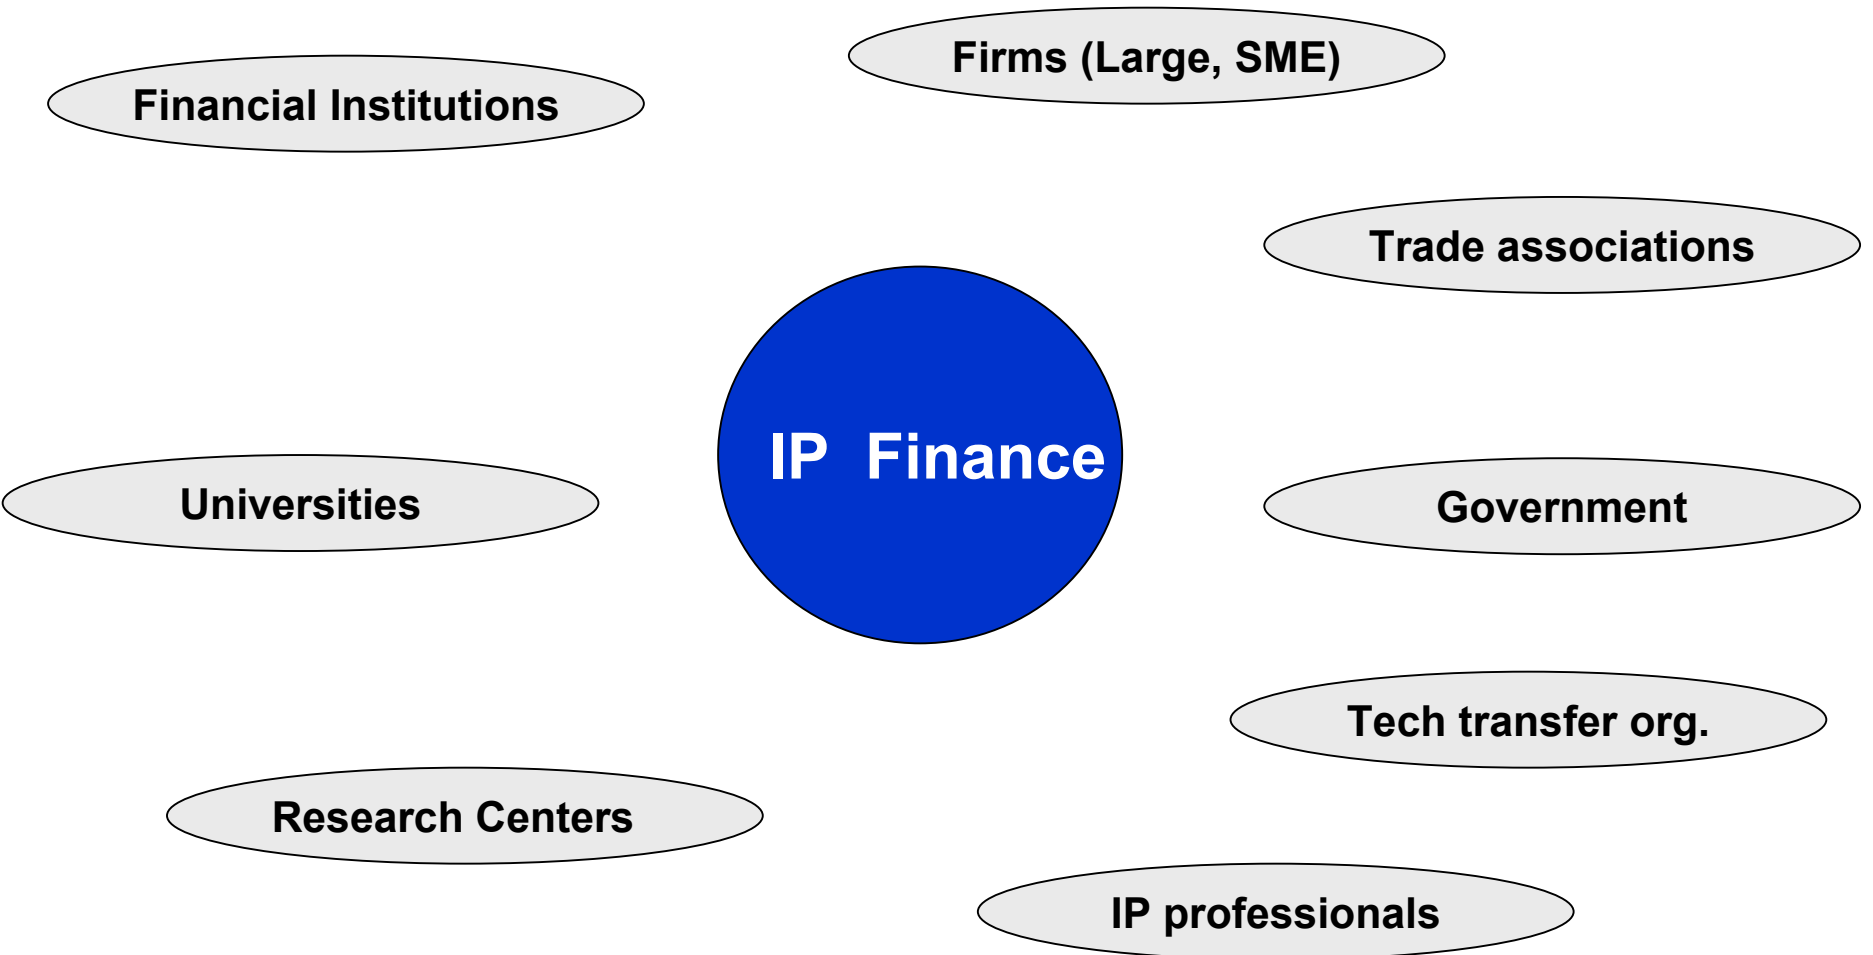 Firms (Large, SME)
Financial Institutions
Trade associations
IP  Finance
Universities
Government
Tech transfer org.
Research Centers
IP professionals